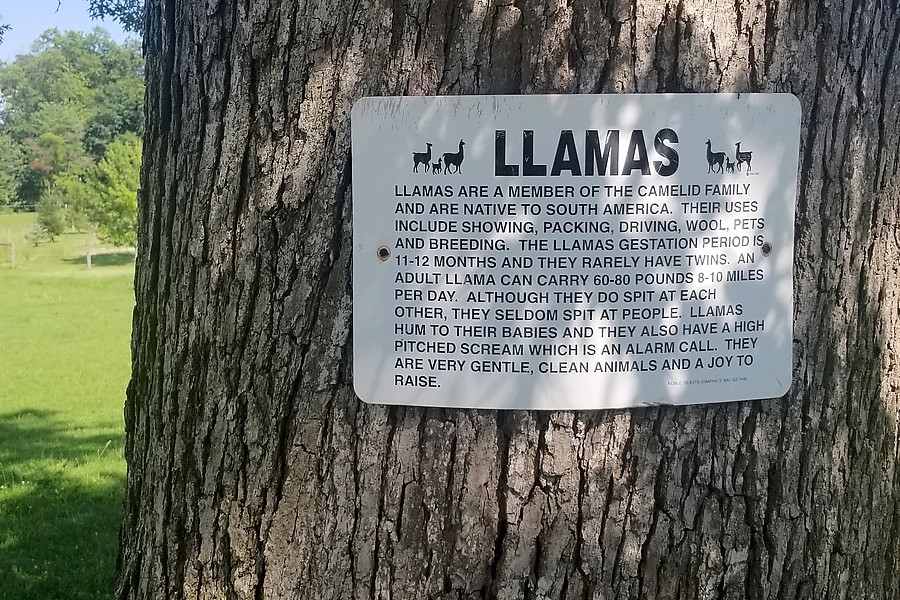 LLAMAS
LLAMAS ARE A MEMBER OF THE CAMELID FAMILY
AND ARE NATIVE TO SOUTH AMERICA. THEIR USES
INCLUDE SHOWING, PACKING, DRIVING, WOOL, PETS
AND BREEDING. THE LLAMAS GESTATION PERIOD IS
11-12 MONTHS AND THEY RARELY HAVE TWINS. AN
ADULT LLAMA CAN CARRY 60-80 POUNDS 8-10 MILES
PER DAY. ALTHOUGH THEY DO SPIT AT EACH
OTHER, THEY SELDOM SPIT AT PEOPLE. LLAMAS
HUM TO THEIR BABIES AND THEY ALSO HAVE A HIGH
PITCHED SCREAM WHICH IS AN ALARM CALL. THEY
ARE VERY GENTLE, CLEAN ANIMALS AND A JOY TO
RAISE.
NOBLE BEASTS GRAPHICS